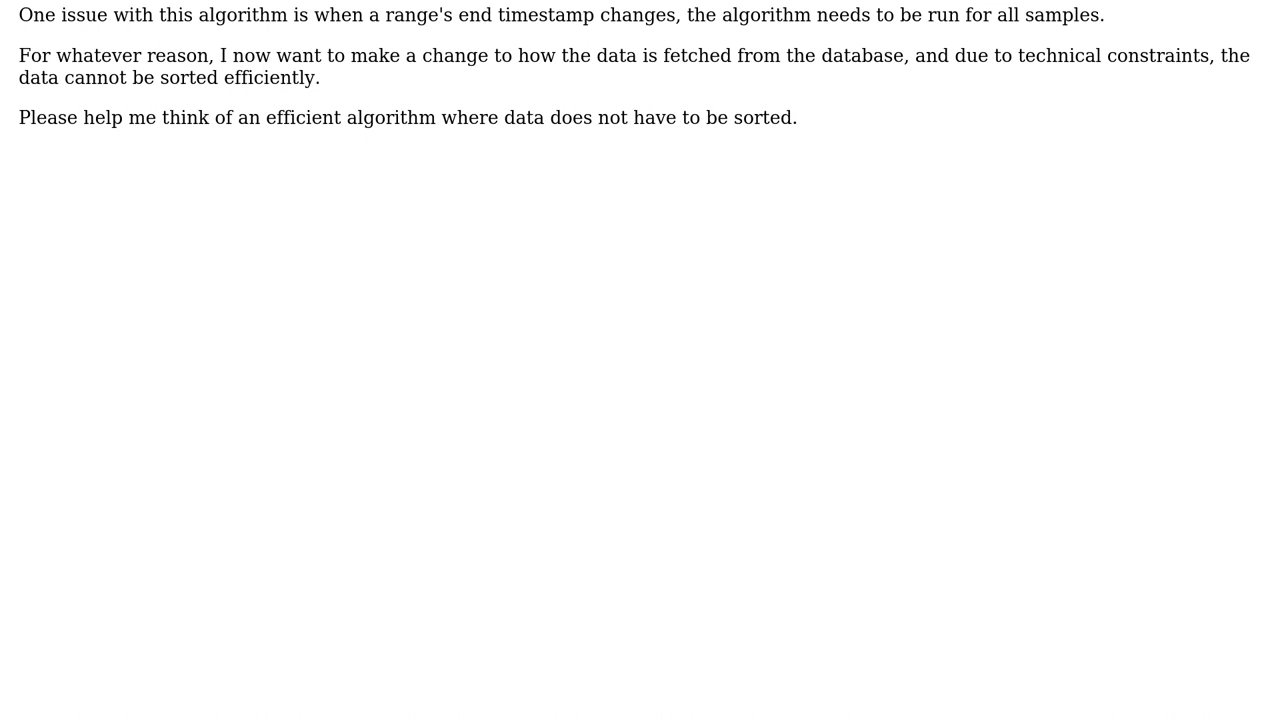 One issue with this algorithm is when a range's end timestamp changes, the algorithm needs to be run for all samples.
For whatever reason, I now want to make a change to how the data is fetched from the database, and due to technical constraints, the
data cannot be sorted efficiently.
Please help me think of an efficient algorithm where data does not have to be sorted.